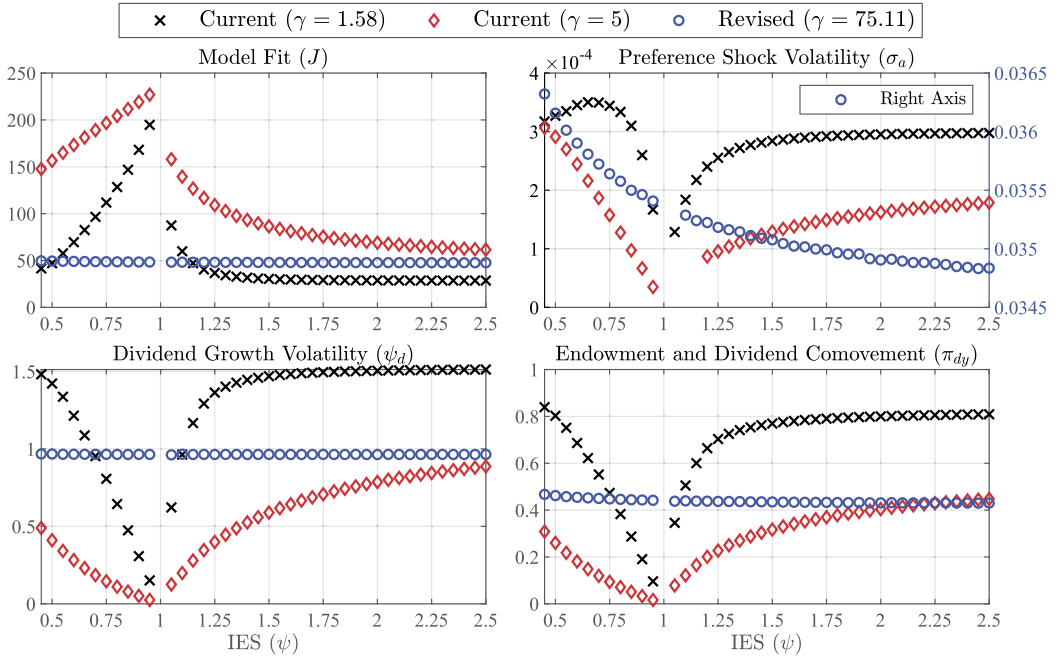 Current (γ = 1.58) Current (γ = 5) Revised (γ = 75.11)
Model Fit (J)
250
200
150
100
50
0
0.5 0.75 1 1.25 1.5 1.75 2 2.25 2.5
Preference Shock Volatility (σ_a)
×10⁻⁴
4
3
2
1
0
Right Axis
0.0365
0.036
0.0355
0.035
0.0345
0.5 0.75 1 1.25 1.5 1.75 2 2.25 2.5
Dividend Growth Volatility (ψ_d)
1.5
1
0.5
0
0.5 0.75 1 1.25 1.5 1.75 2 2.25 2.5
IES (ψ)
Endowment and Dividend Comovement (π_dy)
1
0.8
0.6
0.4
0.2
0
0.5 0.75 1 1.25 1.5 1.75 2 2.25 2.5
IES (ψ)